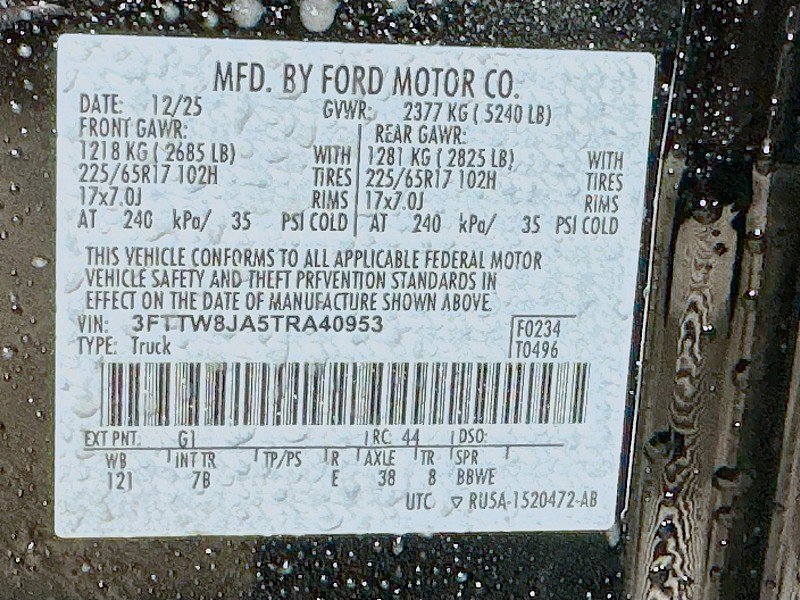 MFD. BY FORD MOTOR CO.
DATE: 12/25 GVWR: 2377 KG ( 5240 LB)
FRONT GAWR: REAR GAWR:
1218 KG ( 2685 LB) WITH 1281 KG ( 2825 LB) WITH
225/65R17 102H TIRES 225/65R17 102H TIRES
17x7.0J RIMS 17x7.0J RIMS
AT 240 kPa/ 35 PSI COLD AT 240 kPa/ 35 PSI COLD
THIS VEHICLE CONFORMS TO ALL APPLICABLE FEDERAL MOTOR
VEHICLE SAFETY AND THEFT PREVENTION STANDARDS IN
EFFECT ON THE DATE OF MANUFACTURE SHOWN ABOVE.
VIN: 3FTTW8JA5TRA40953 F0234
TYPE: Truck T0496
EXT PNT. G1 RC: 44 DSO:
WB INT TR TP/PS R AXLE TR SPR
121 7B E 38 8 BBWE
UTC ▽ RU5A-1520472-AB